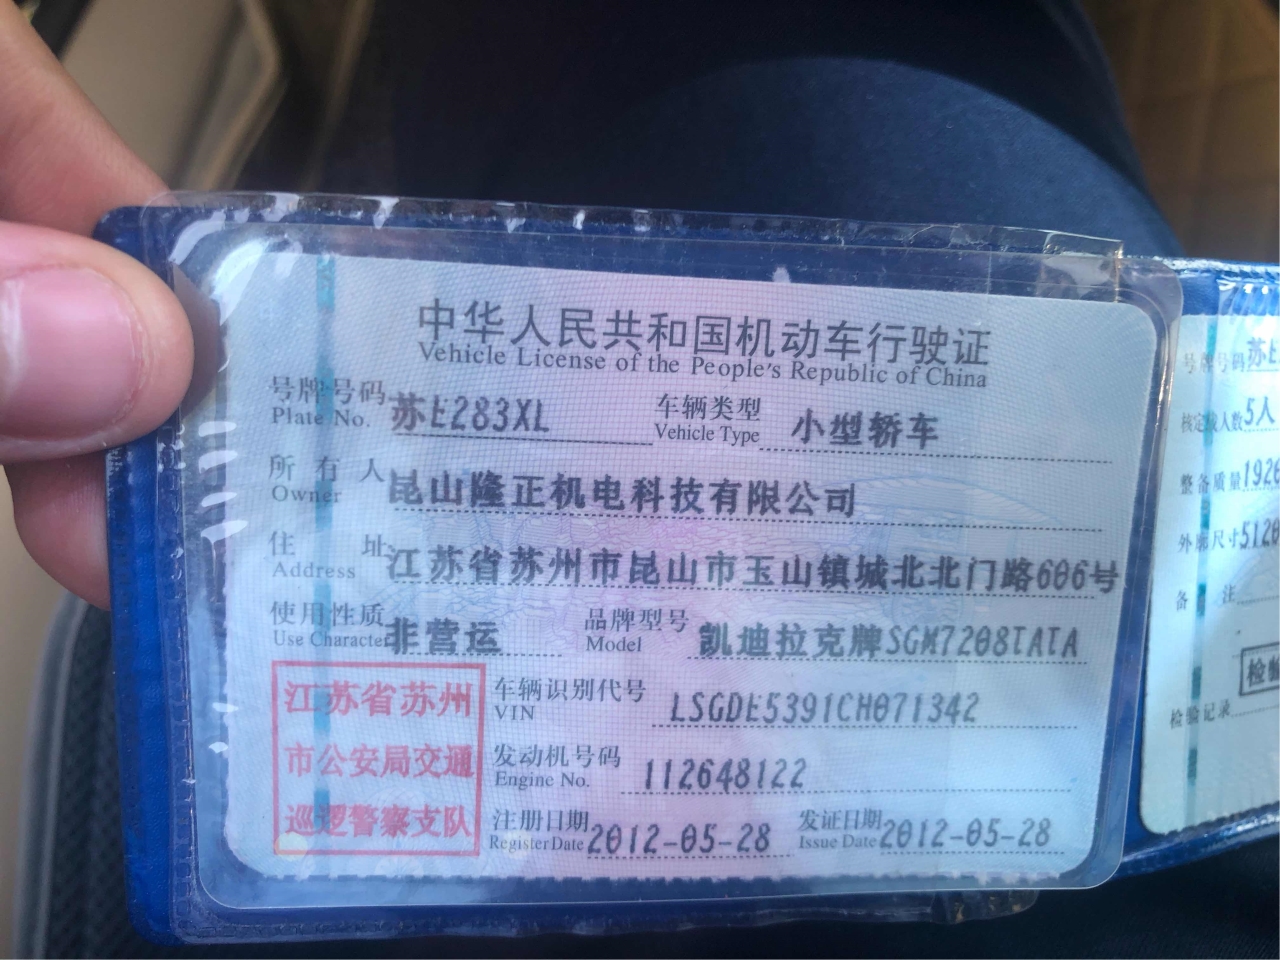 中华人民共和国机动车行驶证
Vehicle License of the People's Republic of China
号牌号码 苏E283XL 车辆类型 小型轿车
Plate No. Vehicle Type
所有人 昆山隆正机电科技有限公司
Owner
住址 江苏省苏州市昆山市玉山镇城北北门路606号
Address
使用性质 非营运 品牌型号 凯迪拉克牌SGM7208IATA
Use Character Model
江苏省苏州
市公安局交通
巡逻警察支队
车辆识别代号 LSGDE5391CH071342
VIN
发动机号码 112648122
Engine No.
注册日期 2012-05-28 发证日期 2012-05-28
Register Date Issue Date
号牌号码 苏E
核定载人数 5人
整备质量 1926
外廓尺寸 5126
备注
检验
检验记录